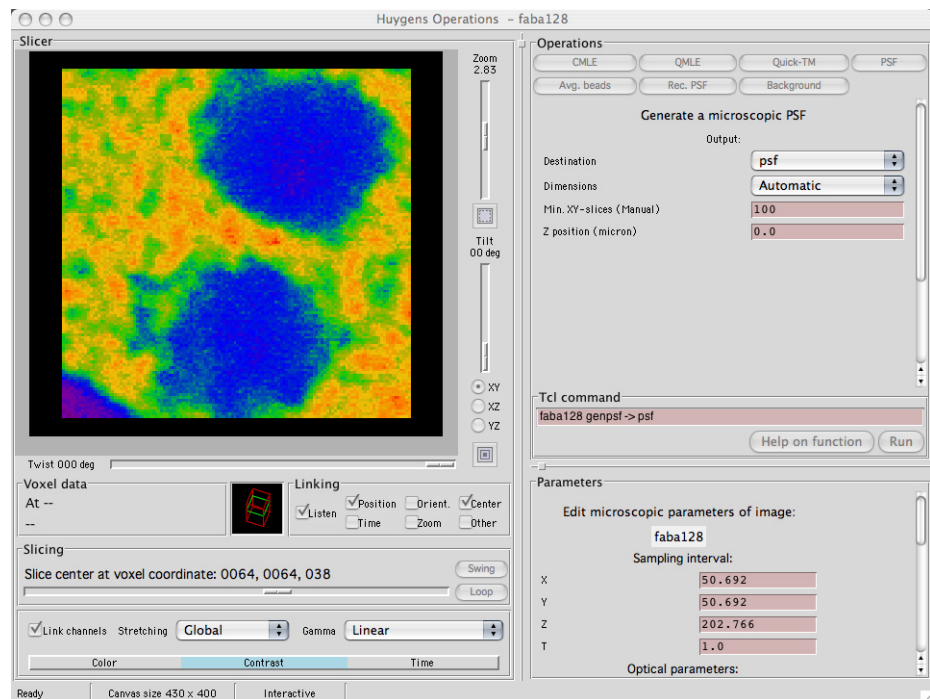 Huygens Operations - faba128
Slicer
Zoom
2.83
Tilt
00 deg
XY
XZ
YZ
Twist 000 deg
Voxel data
At --
--
Linking
Listen
Position Orient. Center
Time Zoom Other
Slicing
Slice center at voxel coordinate: 0064, 0064, 038
Swing
Loop
Link channels Stretching Global Gamma Linear
Color Contrast Time
Ready Canvas size 430 x 400 Interactive
Operations
CMLE QMLE Quick-TM PSF
Avg. beads Rec. PSF Background
Generate a microscopic PSF
Output:
Destination psf
Dimensions Automatic
Min. XY-slices (Manual) 100
Z position (micron) 0.0
Tcl command
faba128 genpsf -> psf
Help on function Run
Parameters
Edit microscopic parameters of image:
faba128
Sampling interval:
X 50.692
Y 50.692
Z 202.766
T 1.0
Optical parameters: